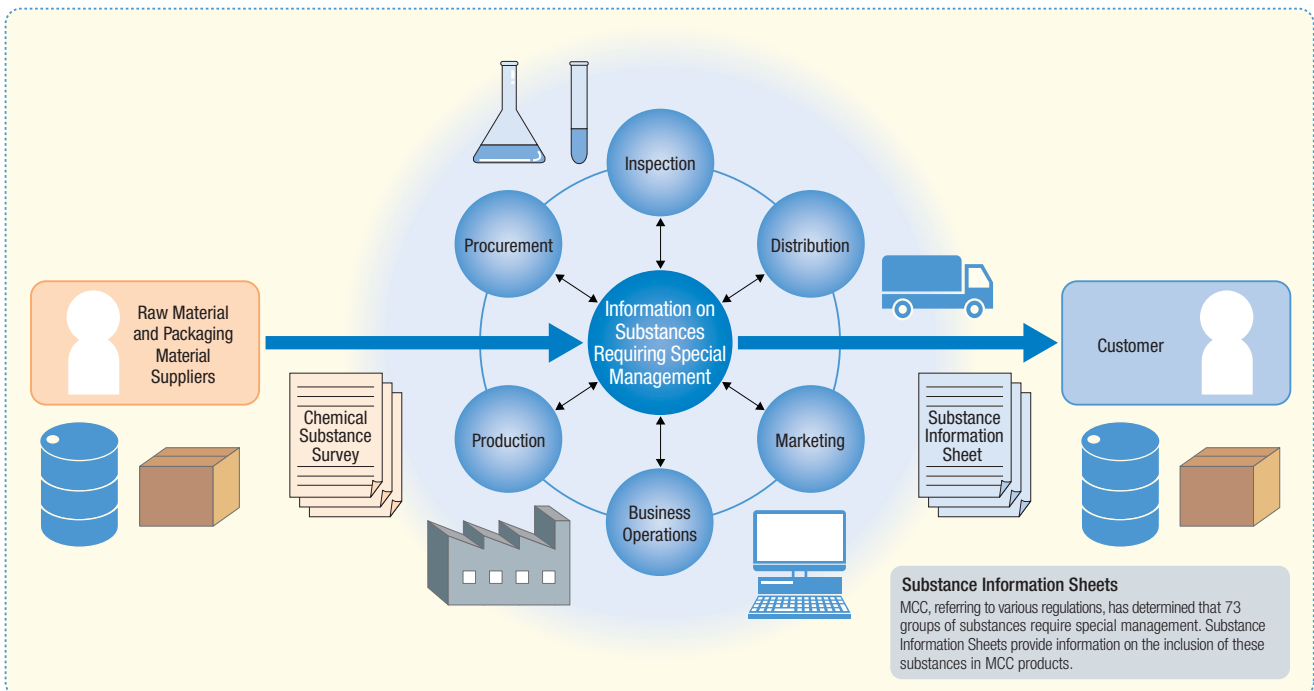 Inspection
Procurement
Distribution
Raw Material
and Packaging
Material
Suppliers
Information on
Substances
Requiring Special
Management
Customer
Chemical
Substance
Survey
Production
Marketing
Substance
Information
Sheet
Business
Operations
Substance Information Sheets
MCC, referring to various regulations, has determined that 73
groups of substances require special management. Substance
Information Sheets provide information on the inclusion of these
substances in MCC products.